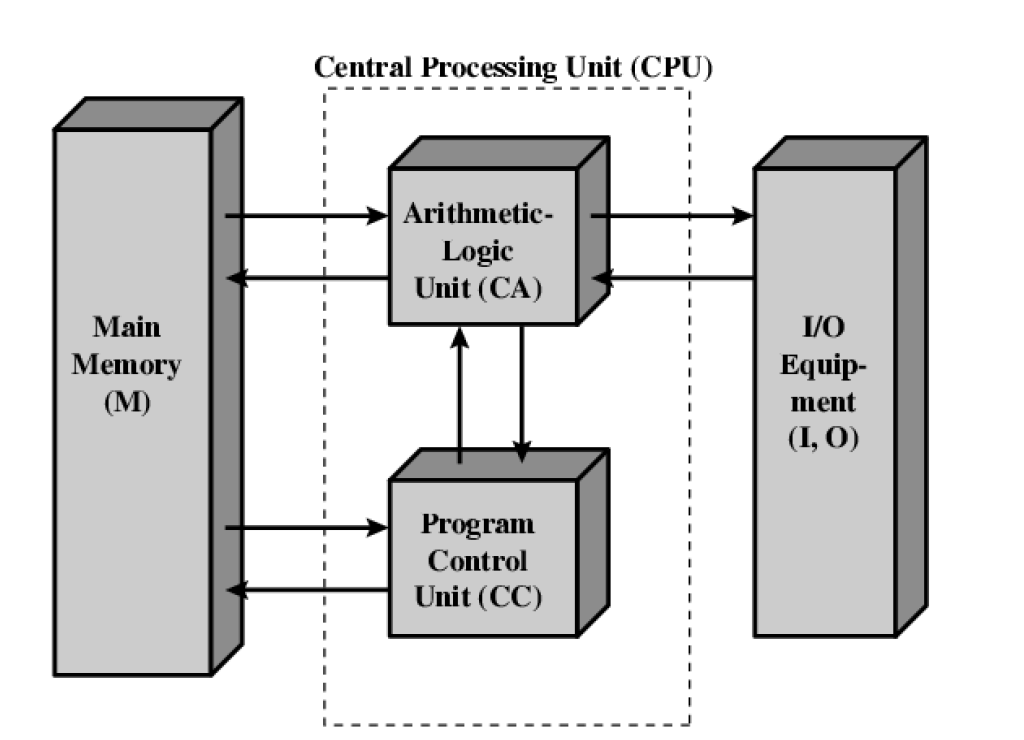 Central Processing Unit (CPU)
Main
Memory
(M)
Arithmetic-
Logic
Unit (CA)
Program
Control
Unit (CC)
I/O
Equip-
ment
(I, O)